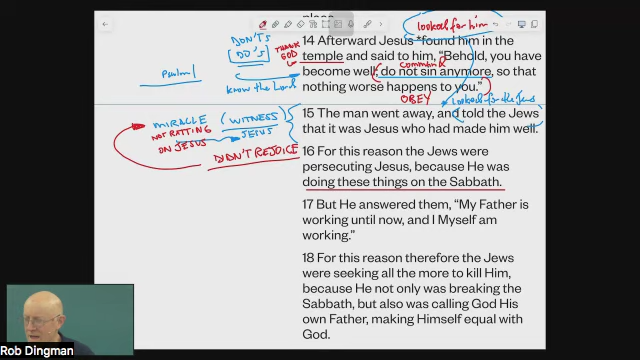 place.
looked for him
14 Afterward Jesus *found him in the
temple and said to him, "Behold, you have
command
become well; do not sin anymore, so that
nothing worse happens to you."
OBEY
Looked for the Jews
DON'TS
DO'S
THANK
GOD
Psalm 1
know the Lord
15 The man went away, and told the Jews
that it was Jesus who had made him well.
MIRACLE (WITNESS)
NOT RATTING JESUS
ON JESUS
DIDN'T REJOICE
16 For this reason the Jews were
persecuting Jesus, because He was
doing these things on the Sabbath.
17 But He answered them, "My Father is
working until now, and I Myself am
working."
18 For this reason therefore the Jews
were seeking all the more to kill Him,
because He not only was breaking the
Sabbath, but also was calling God His
own Father, making Himself equal with
God.
Rob Dingman